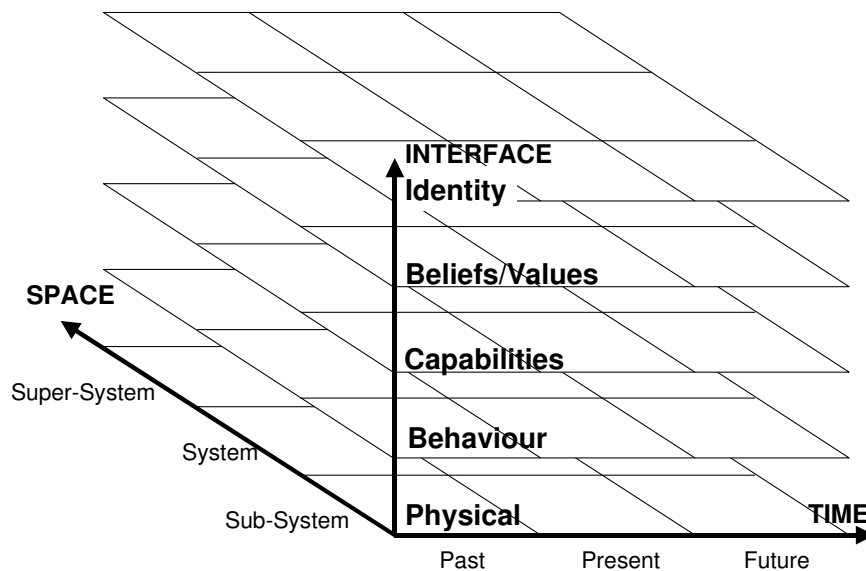 INTERFACE
Identity
Beliefs/Values
SPACE
Capabilities
Super-System
Behaviour
System
Sub-System
Physical
TIME
Past Present Future